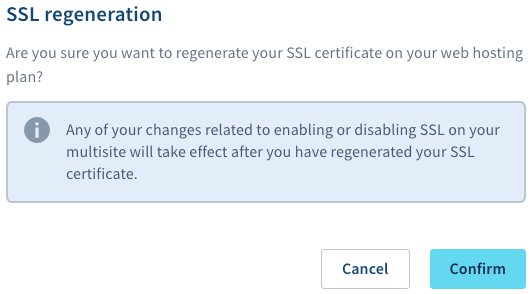 SSL regeneration
Are you sure you want to regenerate your SSL certificate on your web hosting
plan?
Any of your changes related to enabling or disabling SSL on your
multisite will take effect after you have regenerated your SSL
certificate.
Cancel
Confirm